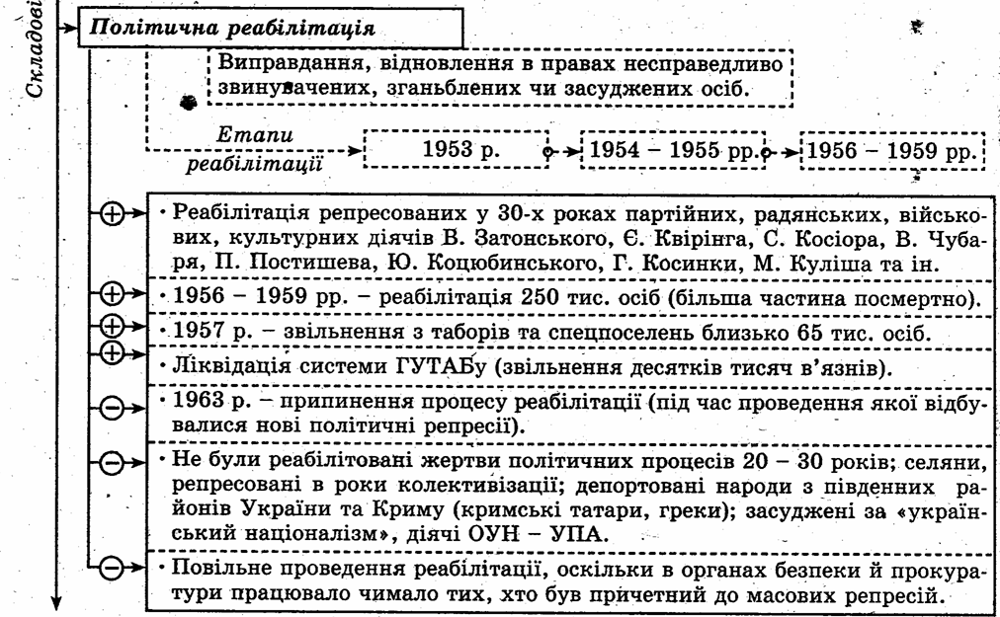 Складові
Політична реабілітація
Виправдання, відновлення в правах несправедливо
звинувачених, зганьблених чи засуджених осіб.
Етапи
реабілітації
1953 р.
1954 – 1955 рр.
1956 – 1959 рр.
· Реабілітація репресованих у 30-х роках партійних, радянських, військо-
вих, культурних діячів В. Затонського, Є. Квірінга, С. Косіора, В. Чуба-
ря, П. Постишева, Ю. Коцюбинського, Г. Косинки, М. Куліша та ін.
· 1956 – 1959 рр. – реабілітація 250 тис. осіб (більша частина посмертно).
· 1957 р. – звільнення з таборів та спецпоселень близько 65 тис. осіб.
· Ліквідація системи ГУТАБу (звільнення десятків тисяч в’язнів).
· 1963 р. – припинення процесу реабілітації (під час проведення якої відбу-
валися нові політичні репресії).
· Не були реабілітовані жертви політичних процесів 20 – 30 років; селяни,
репресовані в роки колективізації; депортовані народи з південних ра-
йонів України та Криму (кримські татари, греки); засуджені за «україн-
ський націоналізм», діячі ОУН – УПА.
· Повільне проведення реабілітації, оскільки в органах безпеки й прокура-
тури працювало чимало тих, хто був причетний до масових репресій.